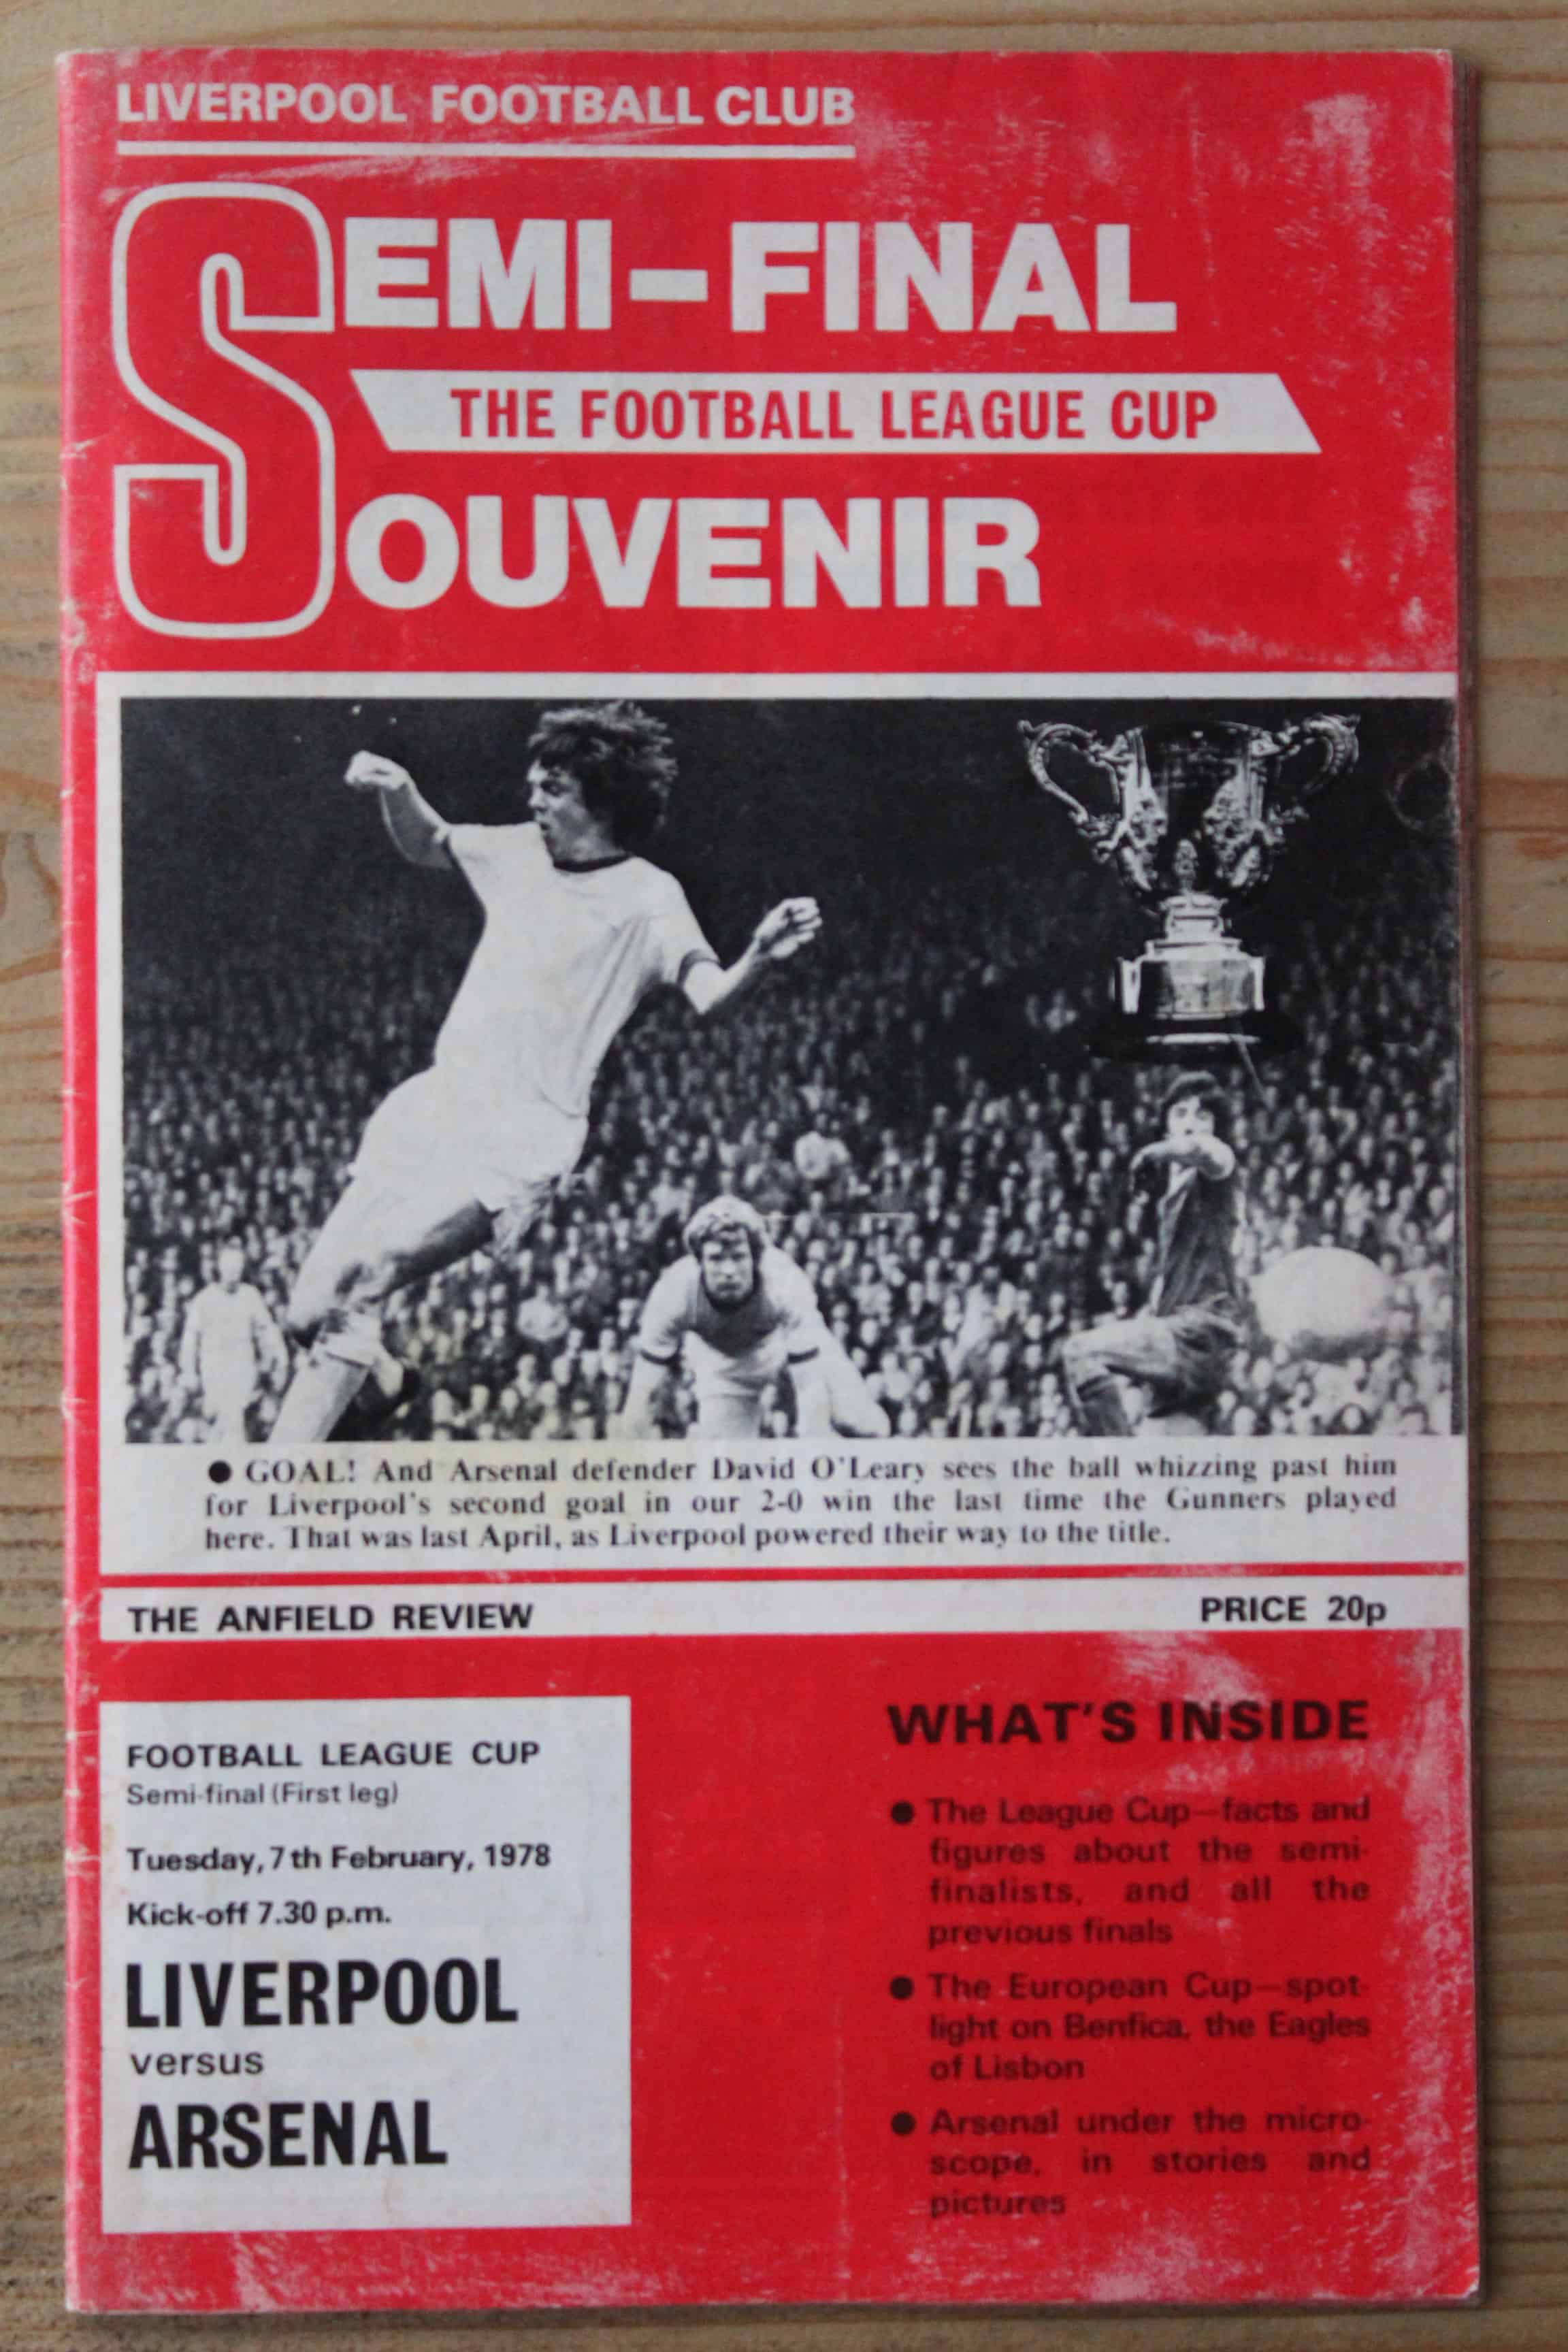 LIVERPOOL FOOTBALL CLUB
SEMI-FINAL
THE FOOTBALL LEAGUE CUP
SOUVENIR
● GOAL! And Arsenal defender David O'Leary sees the ball whizzing past him
for Liverpool's second goal in our 2-0 win the last time the Gunners played
here. That was last April, as Liverpool powered their way to the title.
THE ANFIELD REVIEW
PRICE 20p
FOOTBALL LEAGUE CUP
Semi-final (First leg)
Tuesday, 7th February, 1978
Kick-off 7.30 p.m.
LIVERPOOL
versus
ARSENAL
WHAT'S INSIDE
● The League Cup—facts and
figures about the semi-
finalists, and all the
previous finals
● The European Cup—spot-
light on Benfica, the Eagles
of Lisbon
● Arsenal under the micro-
scope, in stories and
pictures